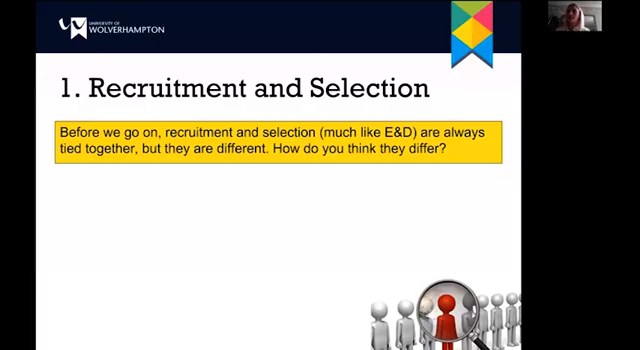 UNIVERSITY OF
WOLVERHAMPTON
1. Recruitment and Selection
Before we go on, recruitment and selection (much like E&D) are always
tied together, but they are different. How do you think they differ?